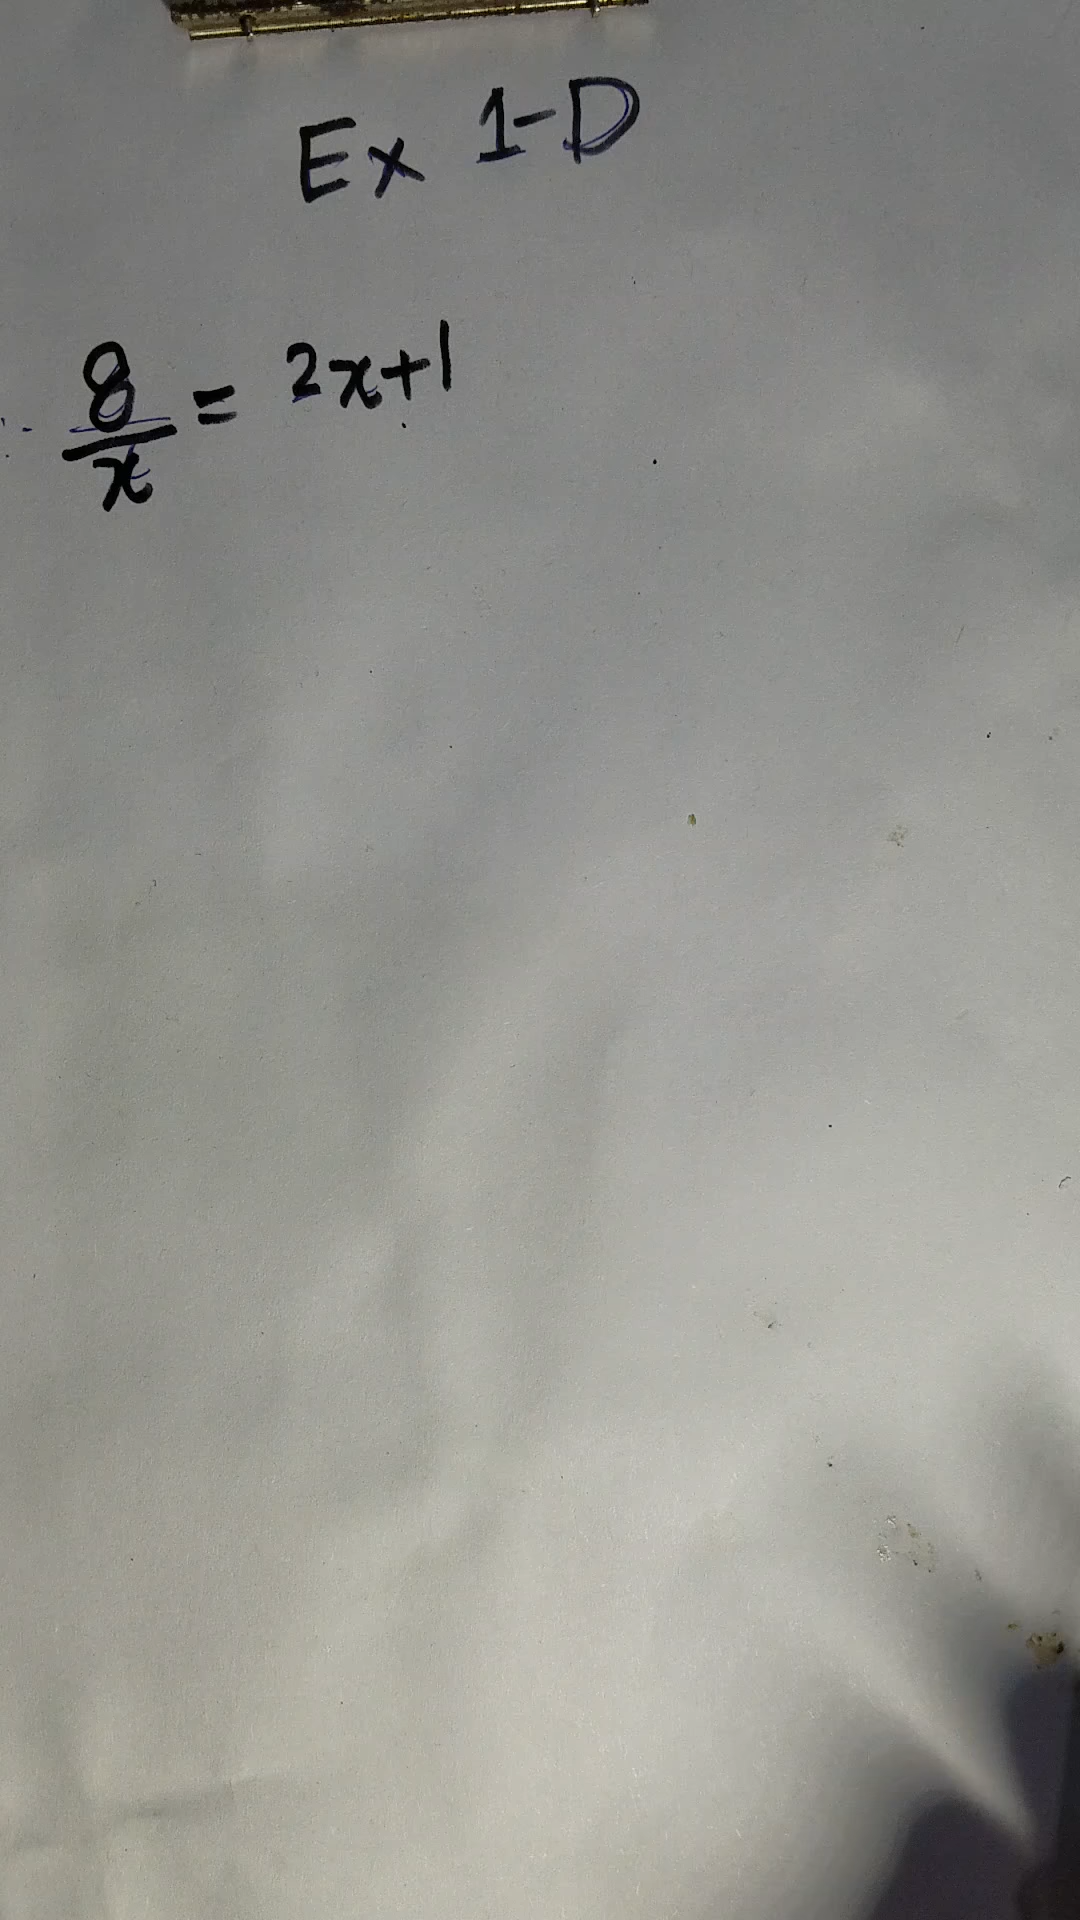 Ex 1-D
8/x = 2x+1